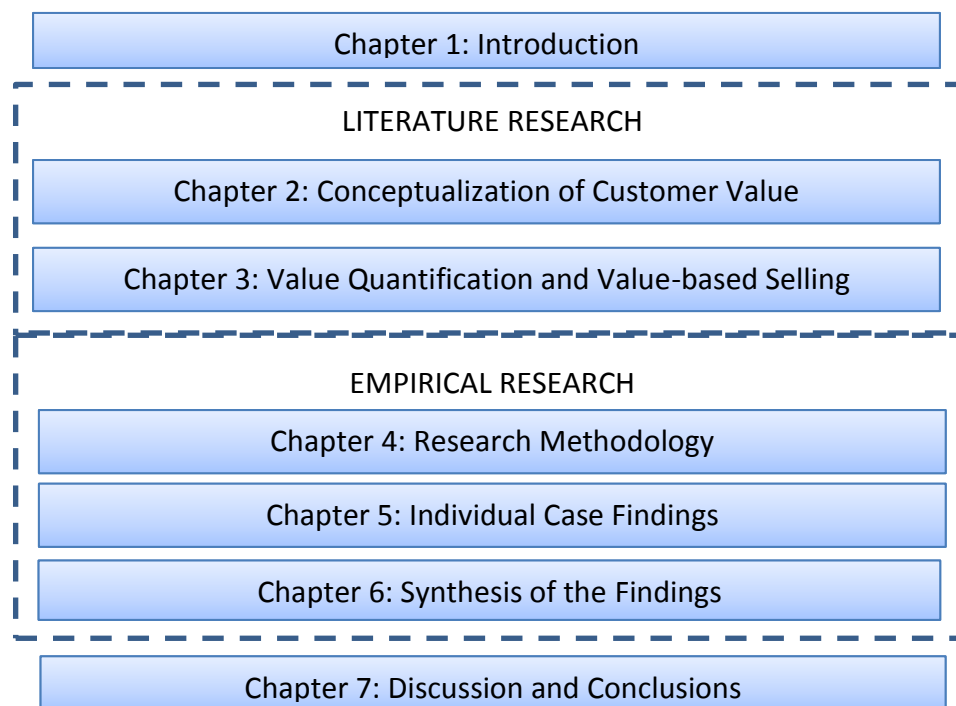 Chapter 1: Introduction
LITERATURE RESEARCH
Chapter 2: Conceptualization of Customer Value
Chapter 3: Value Quantification and Value-based Selling
EMPIRICAL RESEARCH
Chapter 4: Research Methodology
Chapter 5: Individual Case Findings
Chapter 6: Synthesis of the Findings
Chapter 7: Discussion and Conclusions